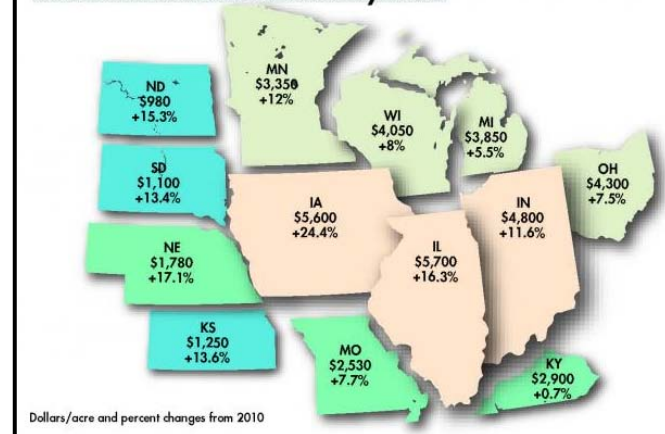 ND
$980
+15.3%
MN
$3,350
+12%
WI
$4,050
+8%
MI
$3,850
+5.5%
SD
$1,100
+13.4%
IA
$5,600
+24.4%
IN
$4,800
+11.6%
OH
$4,300
+7.5%
NE
$1,780
+17.1%
IL
$5,700
+16.3%
KS
$1,250
+13.6%
MO
$2,530
+7.7%
KY
$2,900
+0.7%
Dollars/acre and percent changes from 2010